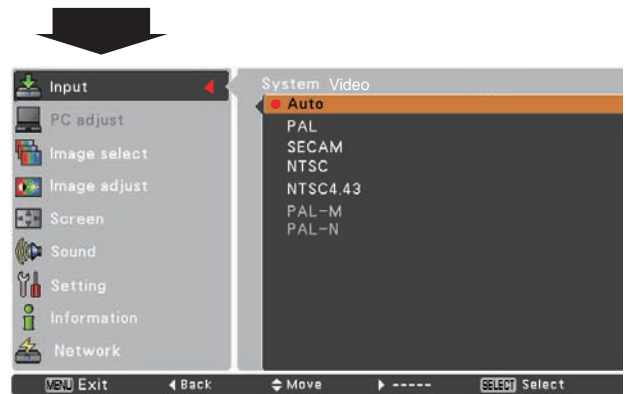 Input
PC adjust
Image select
Image adjust
Screen
Sound
Setting
Information
Network
System Video
Auto
PAL
SECAM
NTSC
NTSC4.43
PAL-M
PAL-N
MENU Exit Back Move ----- SELECT Select